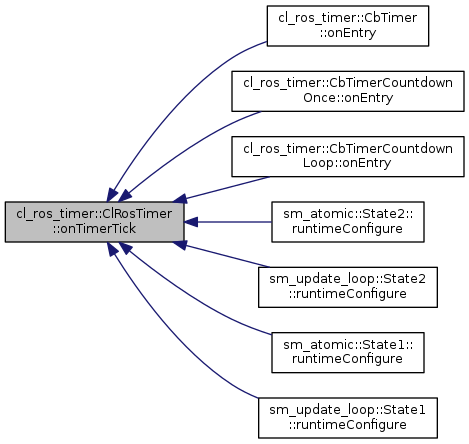 cl_ros_timer::CbTimer
::onEntry
cl_ros_timer::CbTimerCountdown
Once::onEntry
cl_ros_timer::CbTimerCountdown
Loop::onEntry
cl_ros_timer::ClRosTimer
::onTimerTick
sm_atomic::State2::
runtimeConfigure
sm_update_loop::State2
::runtimeConfigure
sm_atomic::State1::
runtimeConfigure
sm_update_loop::State1
::runtimeConfigure